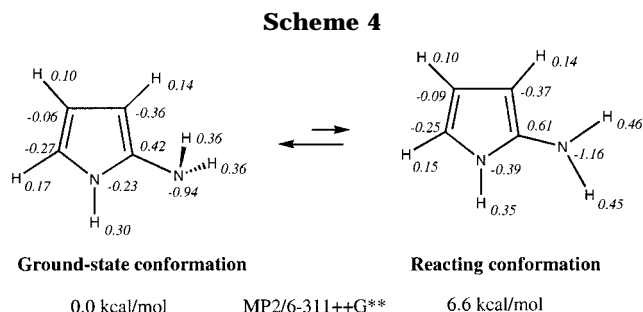 Scheme 4
H 0.10 H 0.14 H 0.10 H 0.14
-0.06 -0.36 -0.09 -0.37
H 0.36 0.61 H 0.46
-0.27 0.42 H 0.36 -0.25 N -1.16
H 0.17 N -0.23 N -0.94 H 0.15 N -0.39 H 0.45
H 0.30 H 0.35
Ground-state conformation Reacting conformation
0.0 kcal/mol MP2/6-311++G** 6.6 kcal/mol